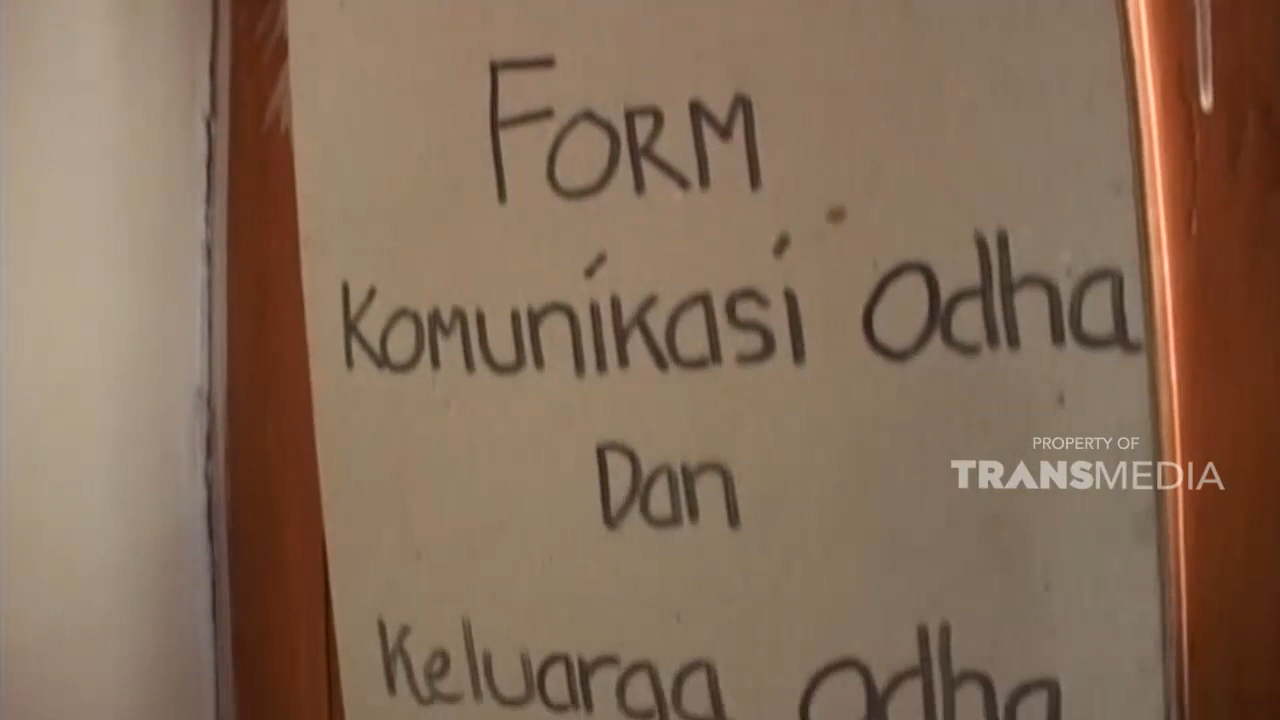 FORM
Komunikasi Odha
Dan
Keluarga Odha
PROPERTY OF
TRANSMEDIA